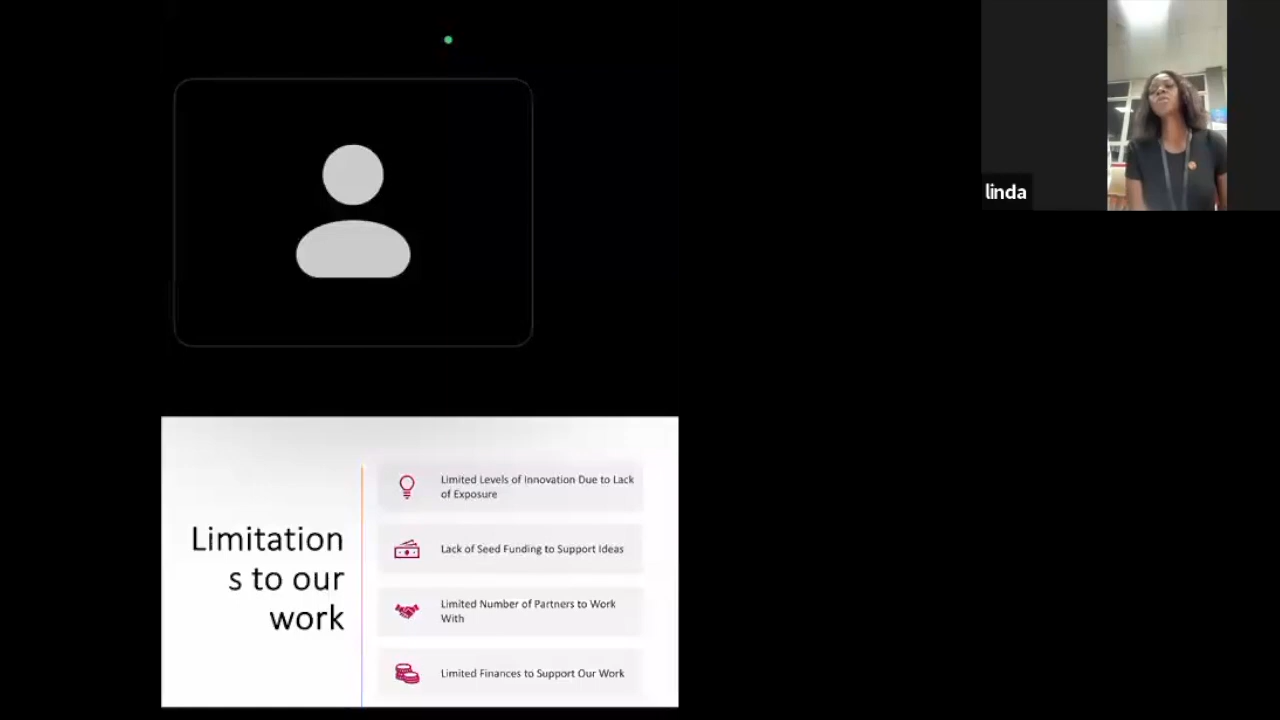 linda
Limitation
s to our
work
Limited Levels of Innovation Due to Lack
of Exposure
Lack of Seed Funding to Support Ideas
Limited Number of Partners to Work
With
Limited Finances to Support Our Work